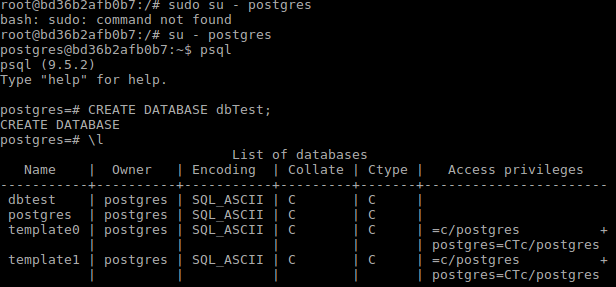 root@bd36b2afb0b7:/# sudo su - postgres
bash: sudo: command not found
root@bd36b2afb0b7:/# su - postgres
postgres@bd36b2afb0b7:~$ psql
psql (9.5.2)
Type "help" for help.

postgres=# CREATE DATABASE dbTest;
CREATE DATABASE
postgres=# \l
                             List of databases
   Name    |  Owner   | Encoding  | Collate | Ctype |   Access privileges
-----------+----------+-----------+---------+-------+-----------------------
 dbtest    | postgres | SQL_ASCII | C       | C     |
 postgres  | postgres | SQL_ASCII | C       | C     |
 template0 | postgres | SQL_ASCII | C       | C     | =c/postgres          +
           |          |           |         |       | postgres=CTc/postgres
 template1 | postgres | SQL_ASCII | C       | C     | =c/postgres          +
           |          |           |         |       | postgres=CTc/postgres